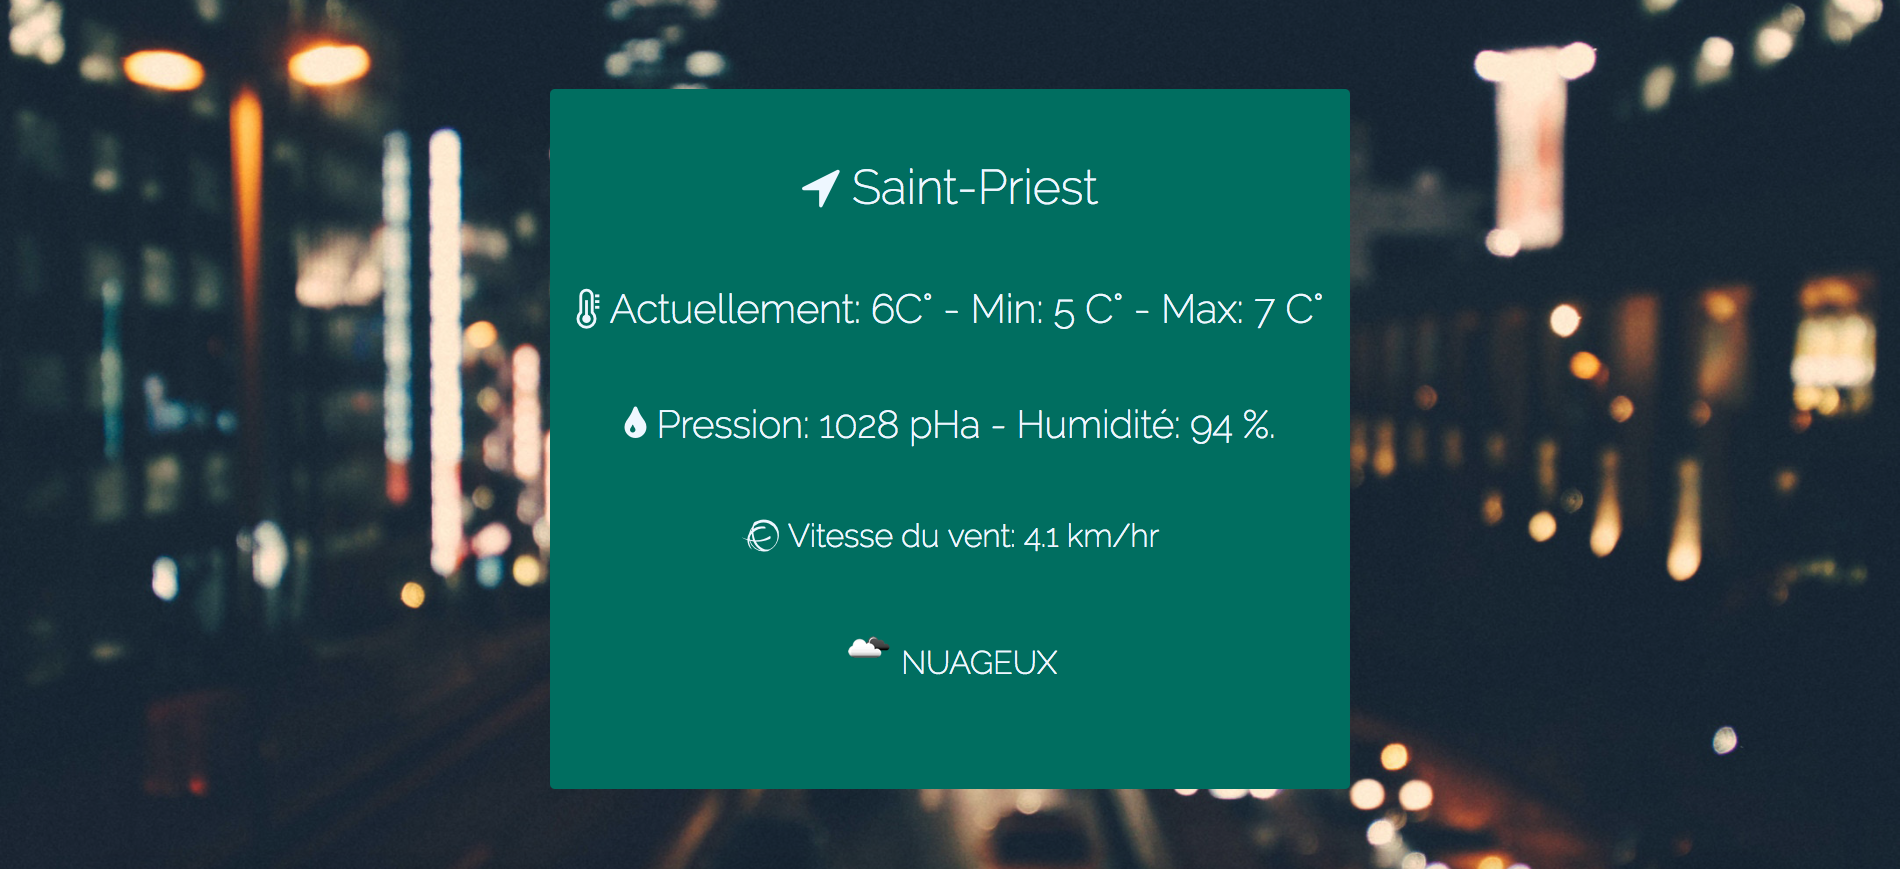 Saint-Priest
Actuellement: 6C° - Min: 5 C° - Max: 7 C°
Pression: 1028 pHa - Humidité: 94 %.
Vitesse du vent: 4.1 km/hr
NUAGEUX